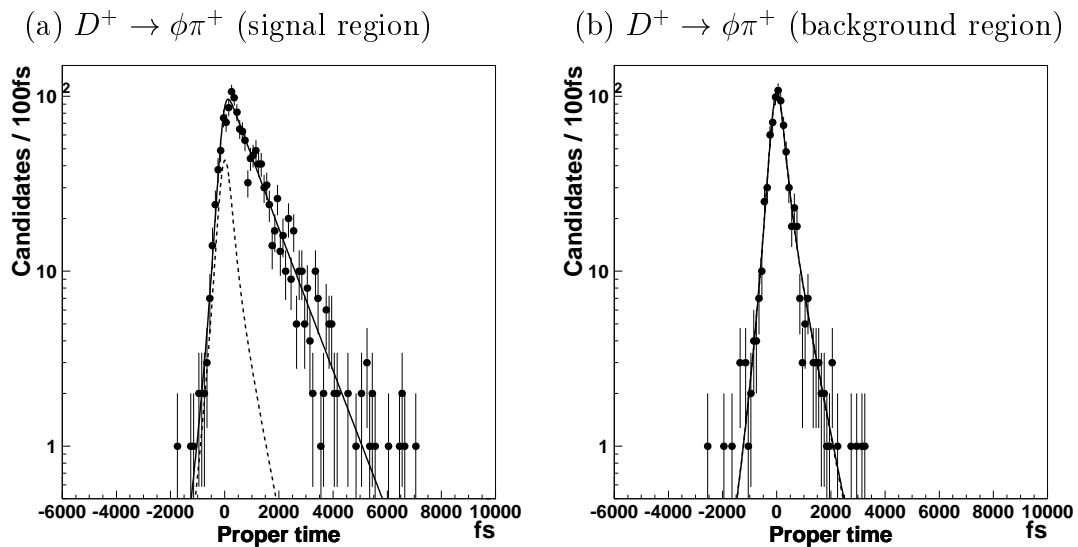 (a) D⁺ → φπ⁺ (signal region)
Candidates / 100fs
10²
10
1
-6000 -4000 -2000 0 2000 4000 6000 8000 10000
Proper time fs
(b) D⁺ → φπ⁺ (background region)
Candidates / 100fs
10²
10
1
-6000 -4000 -2000 0 2000 4000 6000 8000 10000
Proper time fs